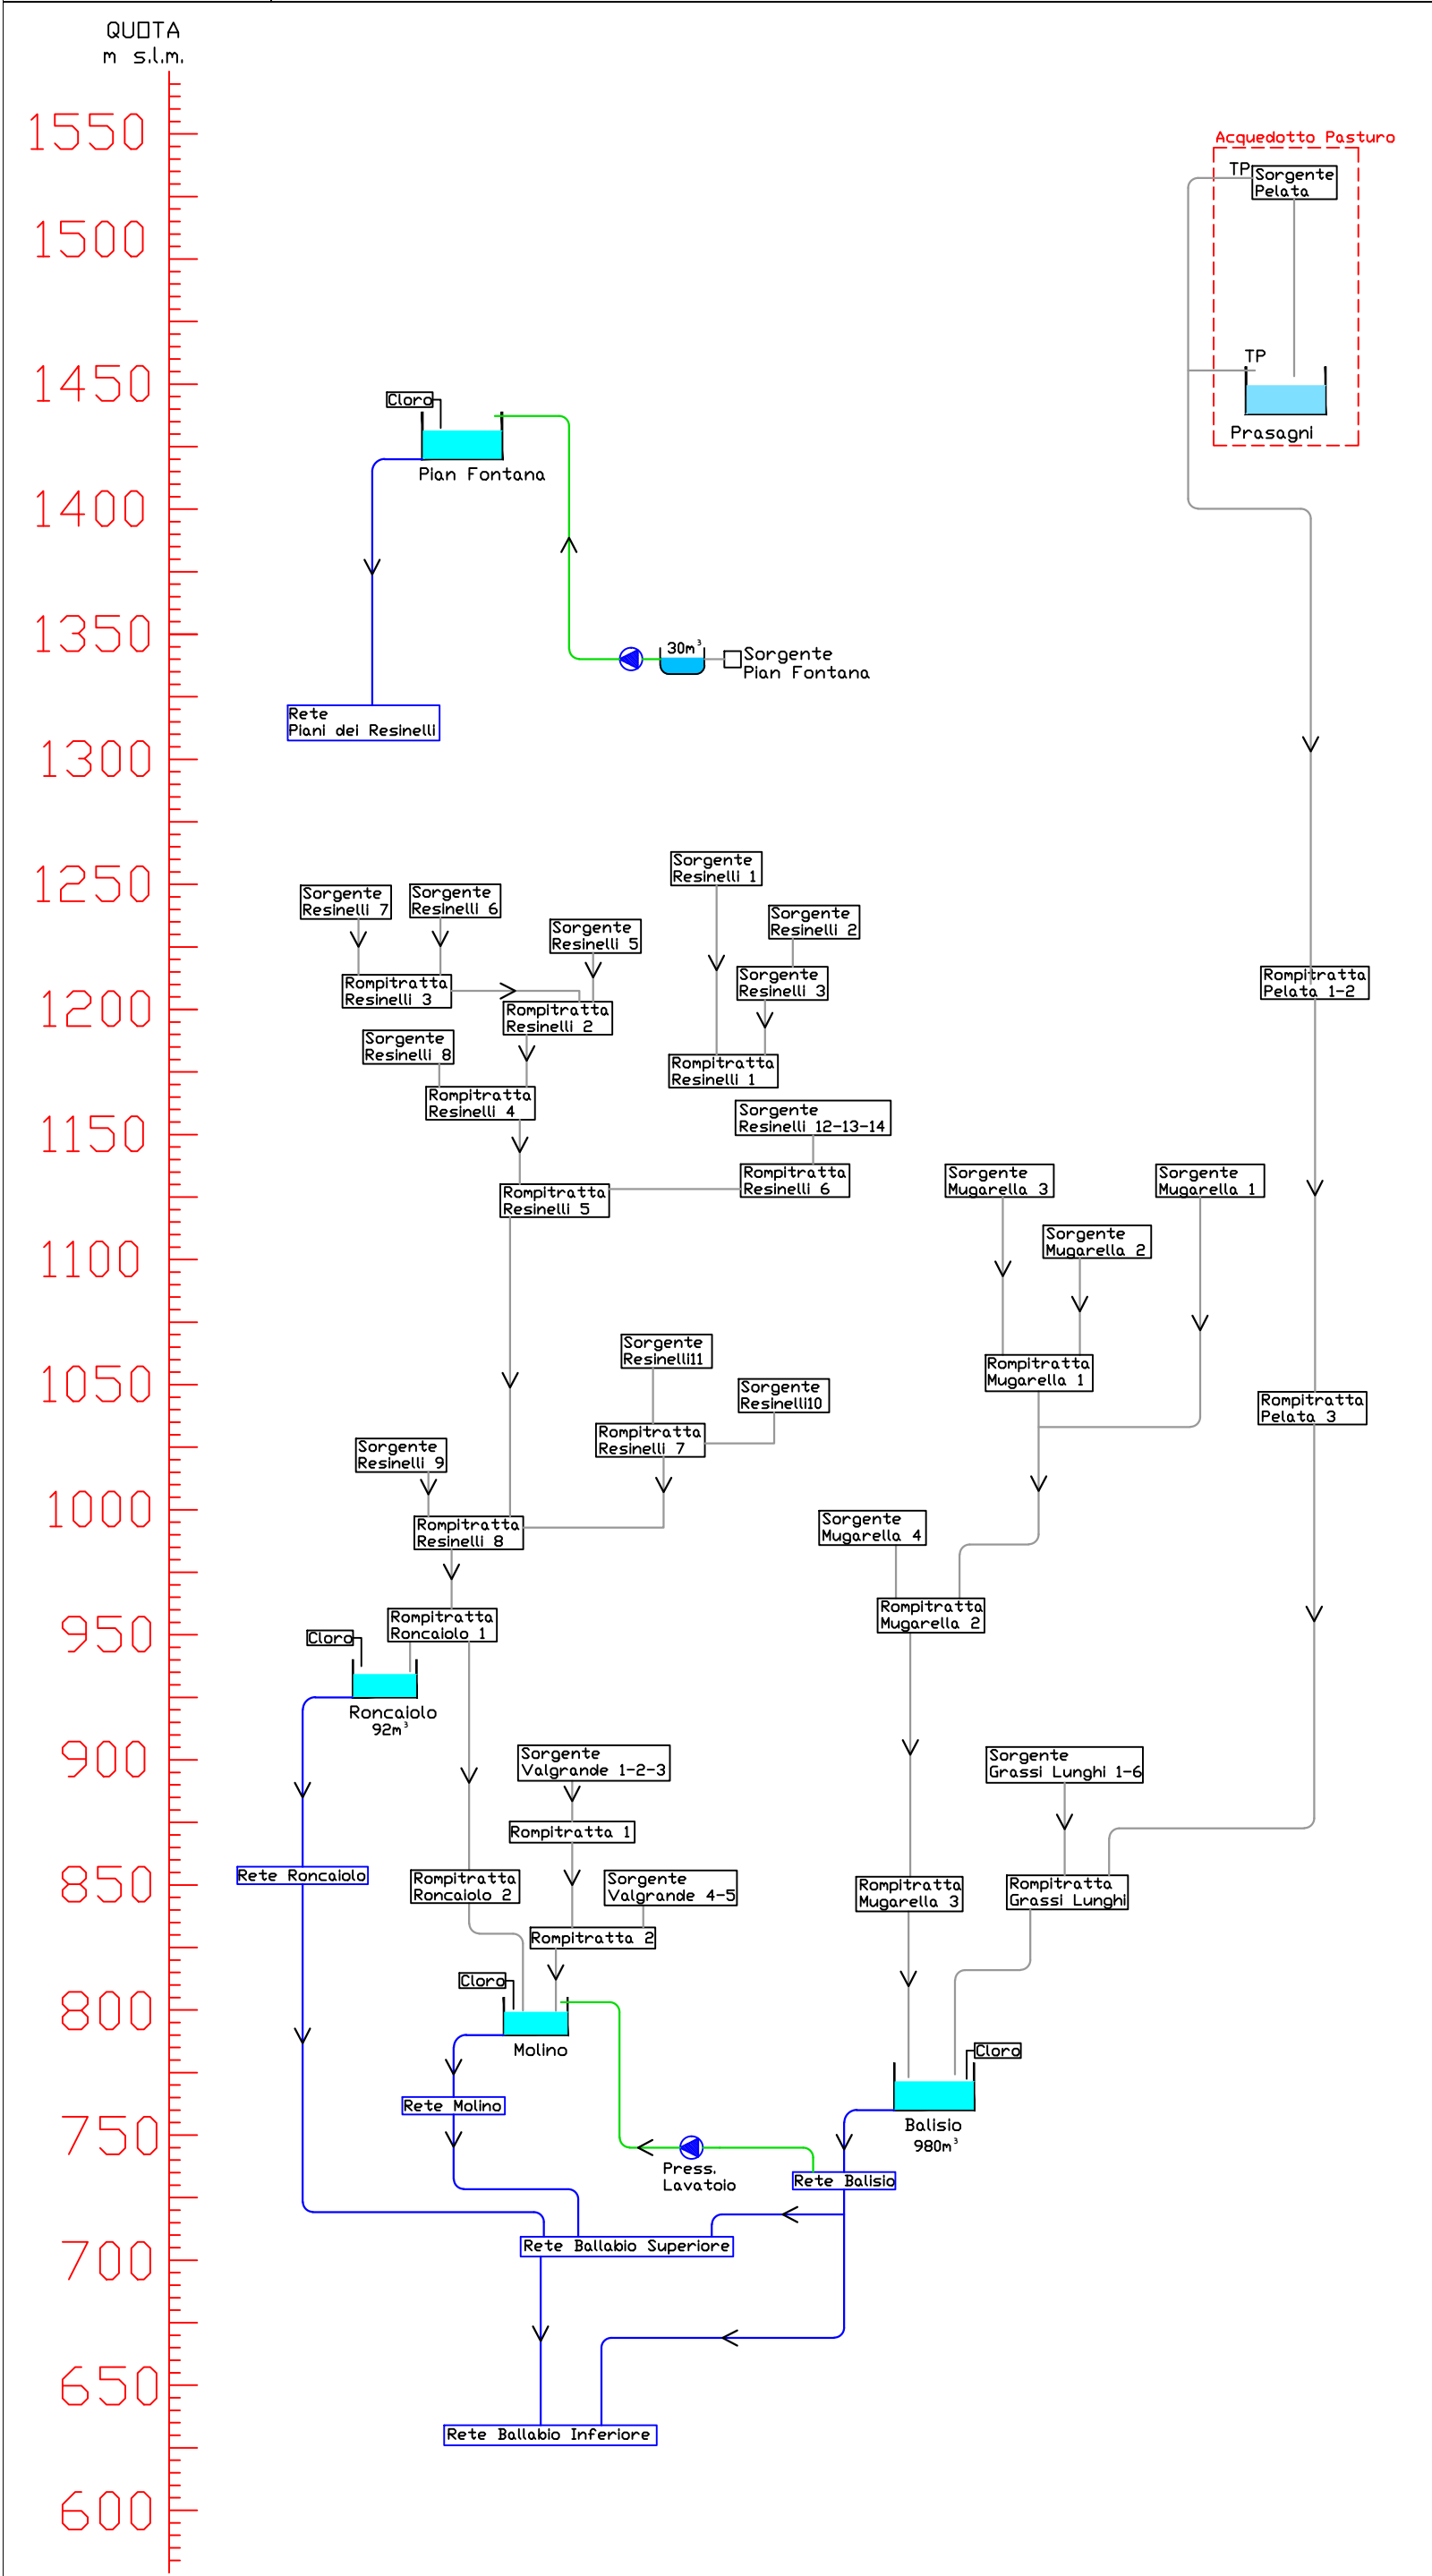 QUOTA
m s.l.m.
1550
Acquedotto Pasturo
TP
Sorgente
Pelata
1500
TP
1450
Cloro
Prasagni
Pian Fontana
1400
1350
30m³
Sorgente
Pian Fontana
Rete
Piani dei Resinelli
1300
1250
Sorgente
Resinelli 1
Sorgente
Resinelli 7
Sorgente
Resinelli 6
Sorgente
Resinelli 2
Sorgente
Resinelli 5
Sorgente
Resinelli 3
Rompitratta
Pelata 1-2
Rompitratta
Resinelli 3
1200
Rompitratta
Resinelli 2
Sorgente
Resinelli 8
Rompitratta
Resinelli 1
Rompitratta
Resinelli 4
1150
Sorgente
Resinelli 12-13-14
Rompitratta
Resinelli 6
Sorgente
Mugarella 3
Sorgente
Mugarella 1
Rompitratta
Resinelli 5
1100
Sorgente
Mugarella 2
Sorgente
Resinelli11
Rompitratta
Mugarella 1
1050
Sorgente
Resinelli10
Rompitratta
Pelata 3
Rompitratta
Resinelli 7
Sorgente
Resinelli 9
1000
Rompitratta
Resinelli 8
Sorgente
Mugarella 4
Rompitratta
Mugarella 2
950
Rompitratta
Roncaiolo 1
Cloro
Roncaiolo
92m³
900
Sorgente
Valgrande 1-2-3
Sorgente
Grassi Lunghi 1-6
Rompitratta 1
Rete Roncaiolo
850
Rompitratta
Roncaiolo 2
Sorgente
Valgrande 4-5
Rompitratta
Mugarella 3
Rompitratta
Grassi Lunghi
Rompitratta 2
Cloro
800
Molino
Cloro
Rete Molino
750
Balisio
980m³
Press.
Lavatoio
Rete Balisio
700
Rete Ballabio Superiore
650
Rete Ballabio Inferiore
600